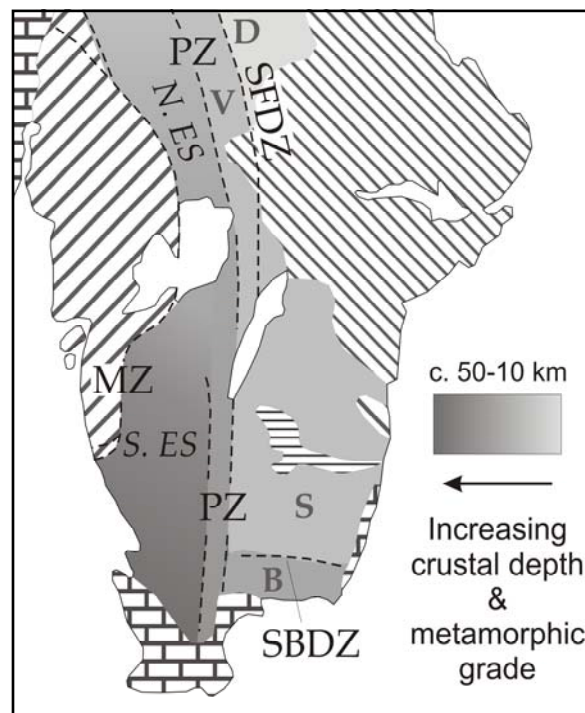 D
PZ
SFDZ
V
N. ES
MZ
c. 50-10 km
S. ES
PZ
S
Increasing
crustal depth
&
metamorphic
grade
B
SBDZ